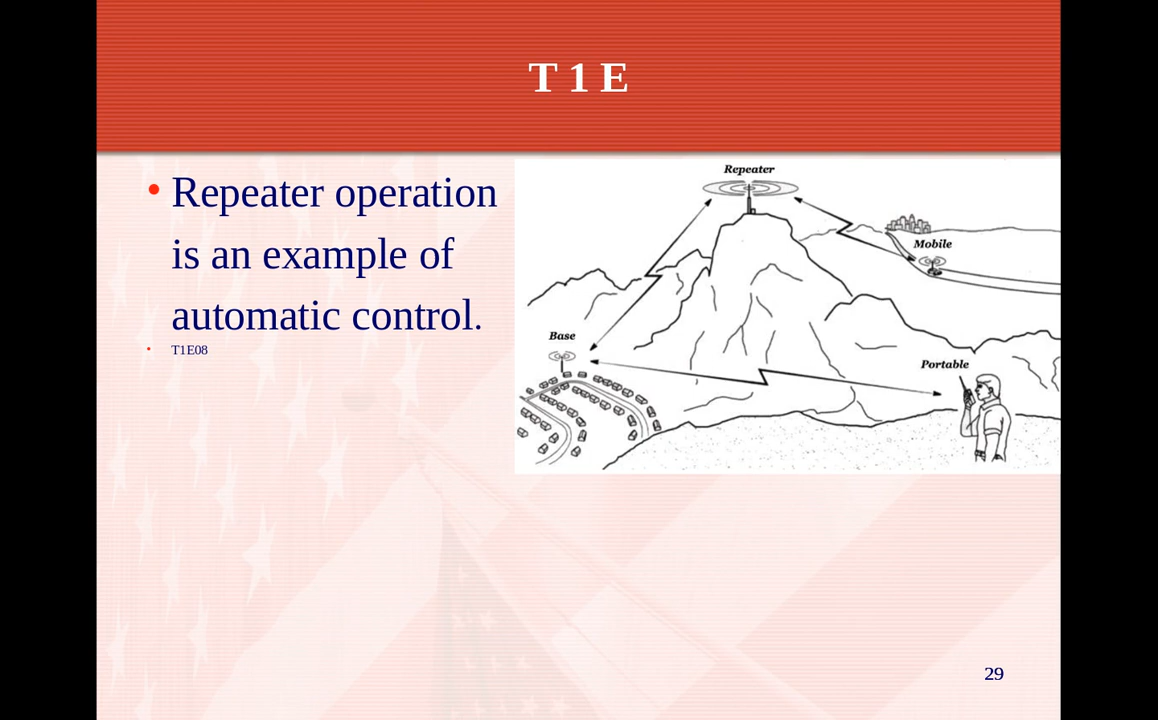 T 1 E
• Repeater operation
is an example of
automatic control.
• T1E08
Repeater
Mobile
Base
Portable
29